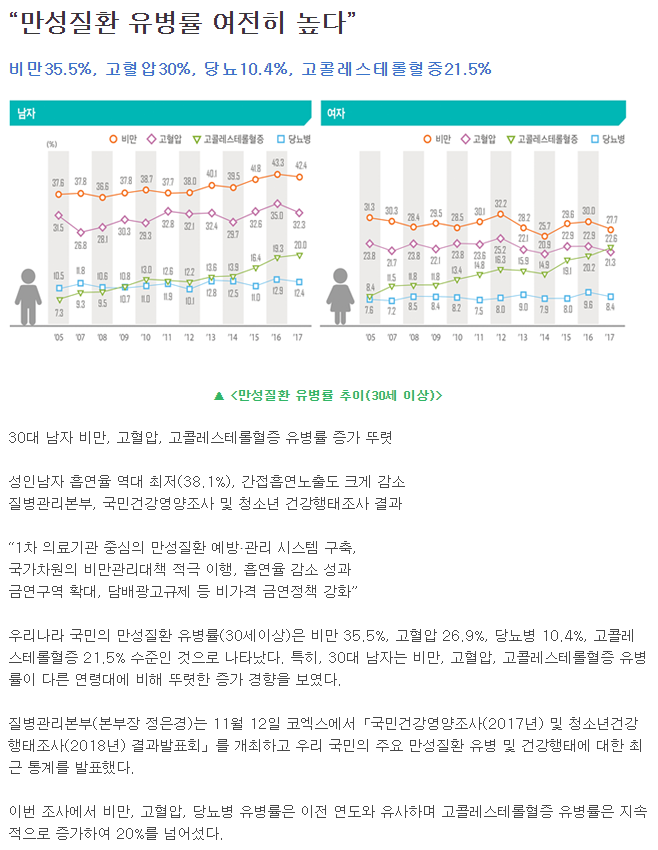 “만성질환 유병률 여전히 높다”
비만35.5%, 고혈압30%, 당뇨10.4%, 고콜레스테롤혈증21.5%
남자
(%)
비만 고혈압 고콜레스테롤혈증 당뇨병
37.6 37.8 36.6 37.8 38.7 37.7 38.0 40.1 39.5 41.8 43.3 42.4
31.5 26.8 28.1 30.3 29.3 32.8 32.1 32.4 29.7 32.6 35.0 32.3
10.5 11.8 10.6 10.8 13.0 12.6 12.2 13.6 13.9 16.4 19.3 20.0
7.3 9.3 9.5 10.7 11.0 11.9 10.1 12.8 12.5 11.0 12.9 12.4
'05 '07 '08 '09 '10 '11 '12 '13 '14 '15 '16 '17
여자
비만 고혈압 고콜레스테롤혈증 당뇨병
31.3 30.3 28.4 29.5 28.5 30.1 32.2 28.2 25.7 29.6 30.0 27.7
23.8 21.7 23.8 22.1 23.8 23.6 25.2 22.1 20.9 22.9 22.9 22.6
8.4 11.5 11.8 11.8 13.4 14.8 16.3 15.9 14.9 19.1 20.2 21.3
7.6 7.2 8.5 8.4 8.2 7.5 8.0 9.0 7.9 8.0 9.6 8.4
'05 '07 '08 '09 '10 '11 '12 '13 '14 '15 '16 '17
▲ <만성질환 유병률 추이(30세 이상)>
30대 남자 비만, 고혈압, 고콜레스테롤혈증 유병률 증가 뚜렷
성인남자 흡연율 역대 최저(38.1%), 간접흡연노출도 크게 감소
질병관리본부, 국민건강영양조사 및 청소년 건강행태조사 결과
“1차 의료기관 중심의 만성질환 예방·관리 시스템 구축,
국가차원의 비만관리대책 적극 이행, 흡연율 감소 성과
금연구역 확대, 담배광고규제 등 비가격 금연정책 강화”
우리나라 국민의 만성질환 유병률(30세이상)은 비만 35.5%, 고혈압 26.9%, 당뇨병 10.4%, 고콜레
스테롤혈증 21.5% 수준인 것으로 나타났다. 특히, 30대 남자는 비만, 고혈압, 고콜레스테롤혈증 유병
률이 다른 연령대에 비해 뚜렷한 증가 경향을 보였다.
질병관리본부(본부장 정은경)는 11월 12일 코엑스에서 「국민건강영양조사(2017년) 및 청소년건강
행태조사(2018년) 결과발표회」를 개최하고 우리 국민의 주요 만성질환 유병 및 건강행태에 대한 최
근 통계를 발표했다.
이번 조사에서 비만, 고혈압, 당뇨병 유병률은 이전 연도와 유사하며 고콜레스테롤혈증 유병률은 지속
적으로 증가하여 20%를 넘어섰다.